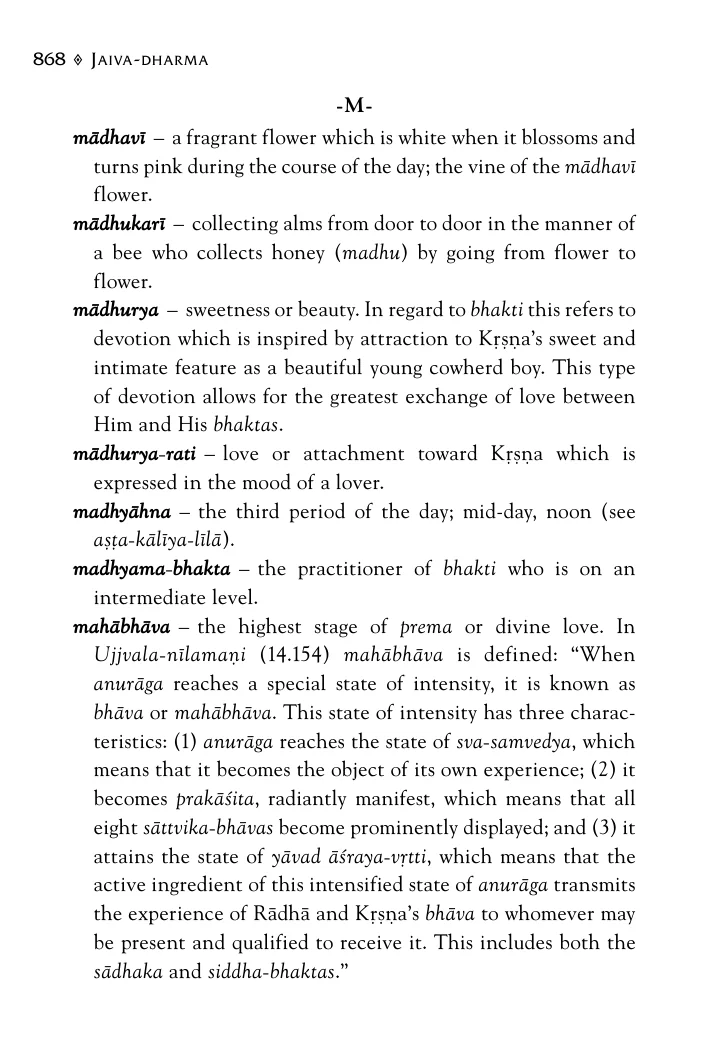 868 ⟡ JAIVA-DHARMA
-M-
mādhavī – a fragrant flower which is white when it blossoms and
turns pink during the course of the day; the vine of the mādhavī
flower.
mādhukarī – collecting alms from door to door in the manner of
a bee who collects honey (madhu) by going from flower to
flower.
mādhurya – sweetness or beauty. In regard to bhakti this refers to
devotion which is inspired by attraction to Kṛṣṇa’s sweet and
intimate feature as a beautiful young cowherd boy. This type
of devotion allows for the greatest exchange of love between
Him and His bhaktas.
mādhurya-rati – love or attachment toward Kṛṣṇa which is
expressed in the mood of a lover.
madhyāhna – the third period of the day; mid-day, noon (see
aṣṭa-kālīya-līlā).
madhyama-bhakta – the practitioner of bhakti who is on an
intermediate level.
mahābhāva – the highest stage of prema or divine love. In
Ujjvala-nīlamaṇi (14.154) mahābhāva is defined: “When
anurāga reaches a special state of intensity, it is known as
bhāva or mahābhāva. This state of intensity has three charac-
teristics: (1) anurāga reaches the state of sva-samvedya, which
means that it becomes the object of its own experience; (2) it
becomes prakāśita, radiantly manifest, which means that all
eight sāttvika-bhāvas become prominently displayed; and (3) it
attains the state of yāvad āśraya-vṛtti, which means that the
active ingredient of this intensified state of anurāga transmits
the experience of Rādhā and Kṛṣṇa’s bhāva to whomever may
be present and qualified to receive it. This includes both the
sādhaka and siddha-bhaktas.”